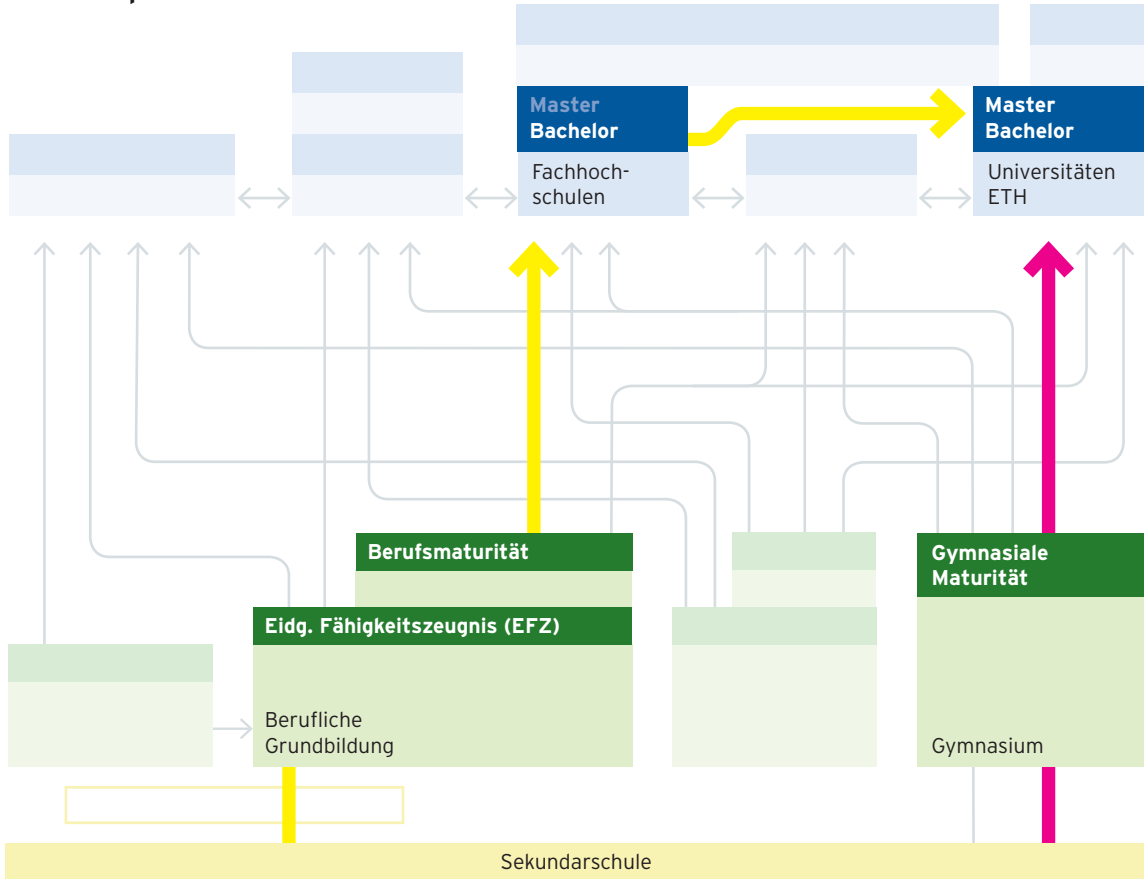 Master
Bachelor
Fachhoch-
schulen
Master
Bachelor
Universitäten
ETH
Berufsmaturität
Eidg. Fähigkeitszeugnis (EFZ)
Berufliche
Grundbildung
Gymnasiale
Maturität
Gymnasium
Sekundarschule